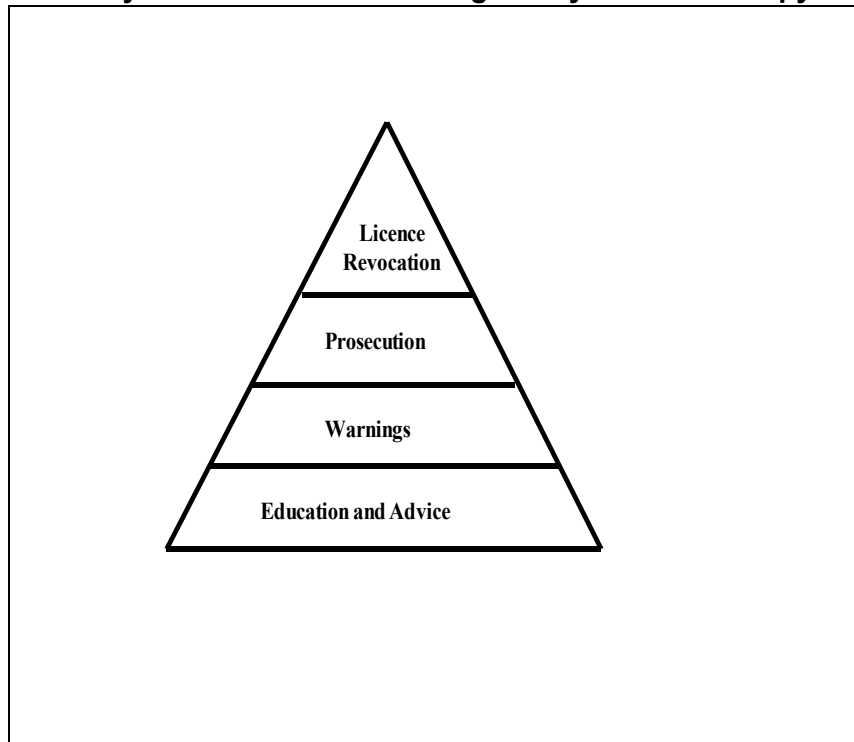 Licence
Revocation
Prosecution
Warnings
Education and Advice